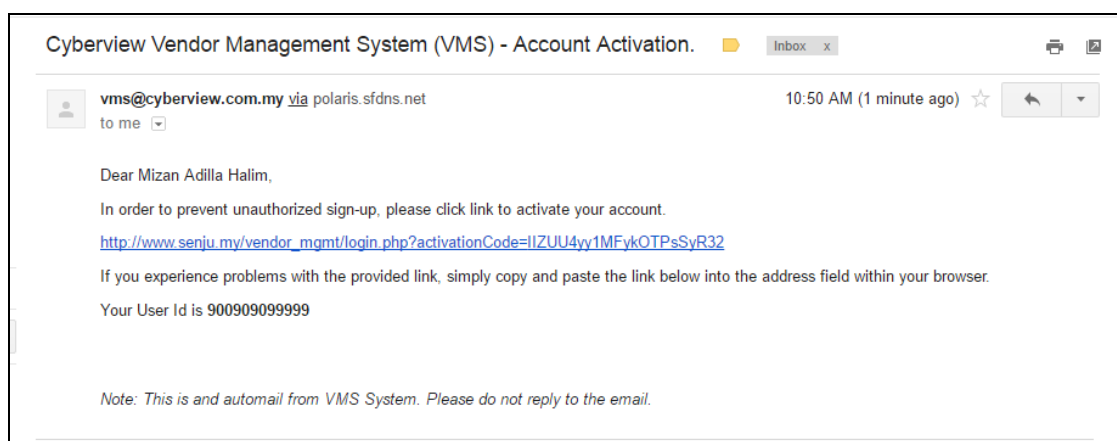 Cyberview Vendor Management System (VMS) - Account Activation.
Inbox x
vms@cyberview.com.my via polaris.sfdns.net
10:50 AM (1 minute ago)
to me
Dear Mizan Adilla Halim,
In order to prevent unauthorized sign-up, please click link to activate your account.
http://www.senju.my/vendor_mgmt/login.php?activationCode=IIZUU4yy1MFykOTPsSyR32
If you experience problems with the provided link, simply copy and paste the link below into the address field within your browser.
Your User Id is 900909099999
Note: This is and automail from VMS System. Please do not reply to the email.